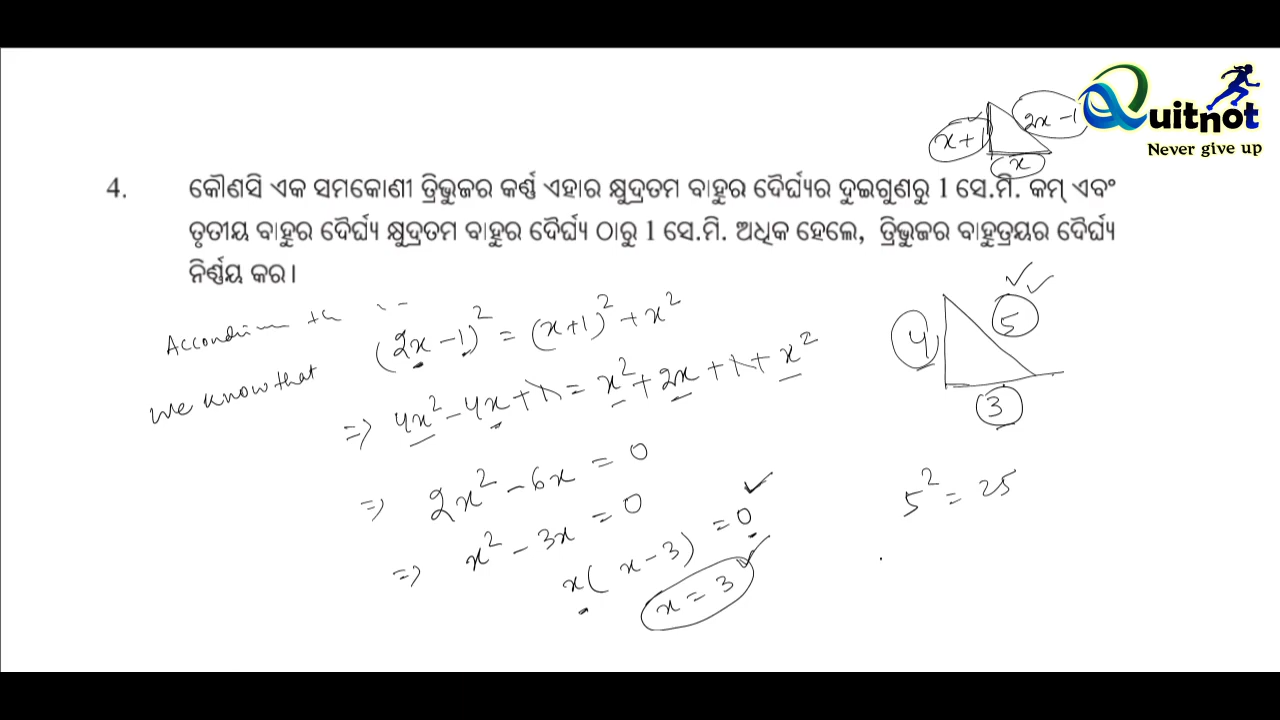 x+1
2x-1
x
Quitnot
Never give up
4. କୌଣସି ଏକ ସମକୋଣୀ ତ୍ରିଭୁଜର କର୍ଣ୍ଣ ଏହାର କ୍ଷୁଦ୍ରତମ ବାହୁର ଦୈର୍ଘ୍ୟର ଦୁଇଗୁଣରୁ 1 ସେ.ମି. କମ୍ ଏବଂ
ତୃତୀୟ ବାହୁର ଦୈର୍ଘ୍ୟ କ୍ଷୁଦ୍ରତମ ବାହୁର ଦୈର୍ଘ୍ୟ ଠାରୁ 1 ସେ.ମି. ଅଧିକ ହେଲେ, ତ୍ରିଭୁଜର ବାହୁତ୍ରୟର ଦୈର୍ଘ୍ୟ
ନିର୍ଣ୍ଣୟ କର।
We know that
(2x-1)² = (x+1)² + x²
⇒ 4x² - 4x + 1 = x² + 2x + 1 + x²
⇒ 2x² - 6x = 0
⇒ x² - 3x = 0
x(x-3) = 0
x = 3
4
5
3
5² = 25